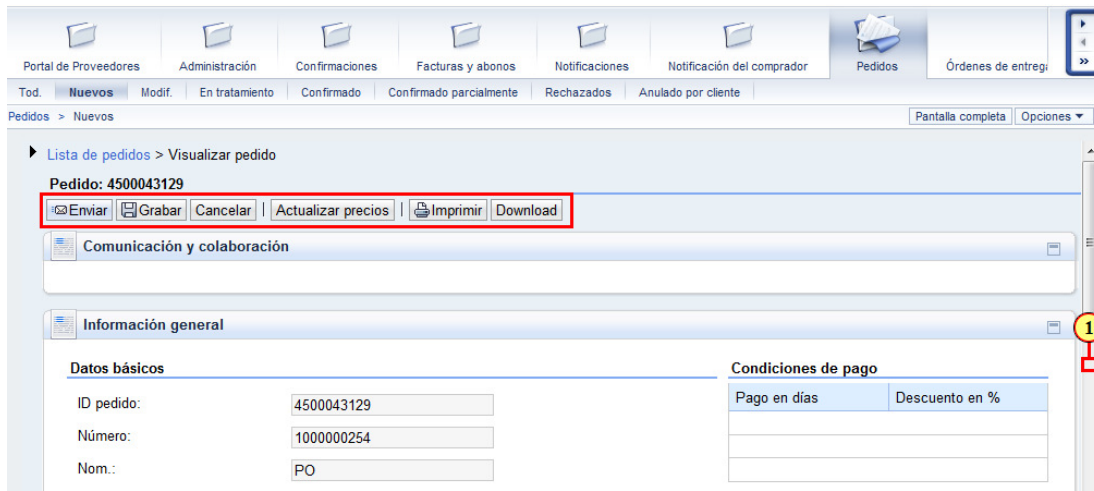 Portal de Proveedores Administración Confirmaciones Facturas y abonos Notificaciones Notificación del comprador Pedidos Órdenes de entrega
Tod. Nuevos Modif. En tratamiento Confirmado Confirmado parcialmente Rechazados Anulado por cliente
Pedidos > Nuevos Pantalla completa Opciones
Lista de pedidos > Visualizar pedido
Pedido: 4500043129
Enviar Grabar Cancelar | Actualizar precios | Imprimir Download
Comunicación y colaboración
Información general
1
Datos básicos Condiciones de pago
Pago en días Descuento en %
ID pedido: 4500043129
Número: 1000000254
Nom.: PO